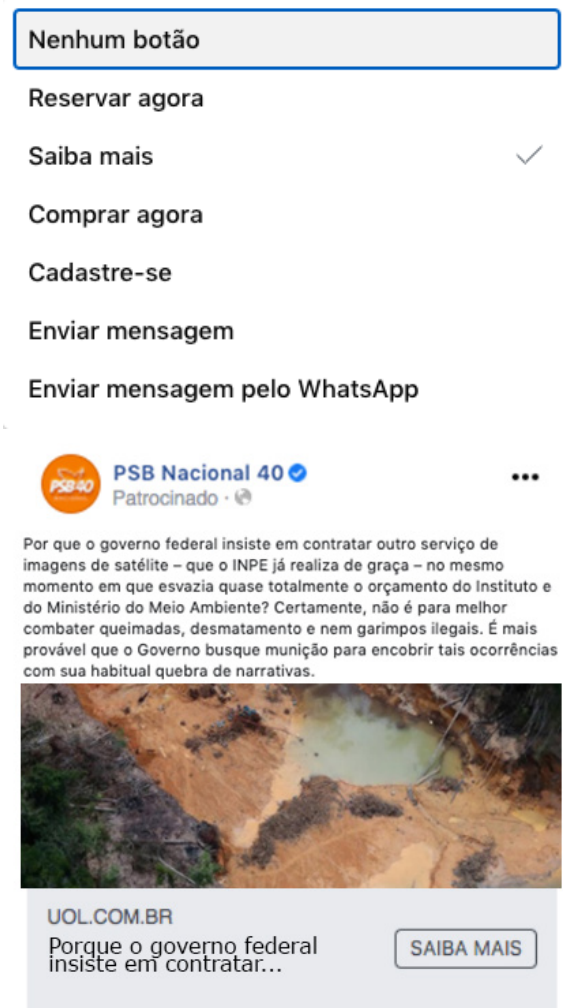 Nenhum botão
Reservar agora
Saiba mais
Comprar agora
Cadastre-se
Enviar mensagem
Enviar mensagem pelo WhatsApp
PSB40
PSB Nacional 40
Patrocinado ·
Por que o governo federal insiste em contratar outro serviço de
imagens de satélite – que o INPE já realiza de graça – no mesmo
momento em que esvazia quase totalmente o orçamento do Instituto e
do Ministério do Meio Ambiente? Certamente, não é para melhor
combater queimadas, desmatamento e nem garimpos ilegais. É mais
provável que o Governo busque munição para encobrir tais ocorrências
com sua habitual quebra de narrativas.
UOL.COM.BR
Porque o governo federal
insiste em contratar...
SAIBA MAIS